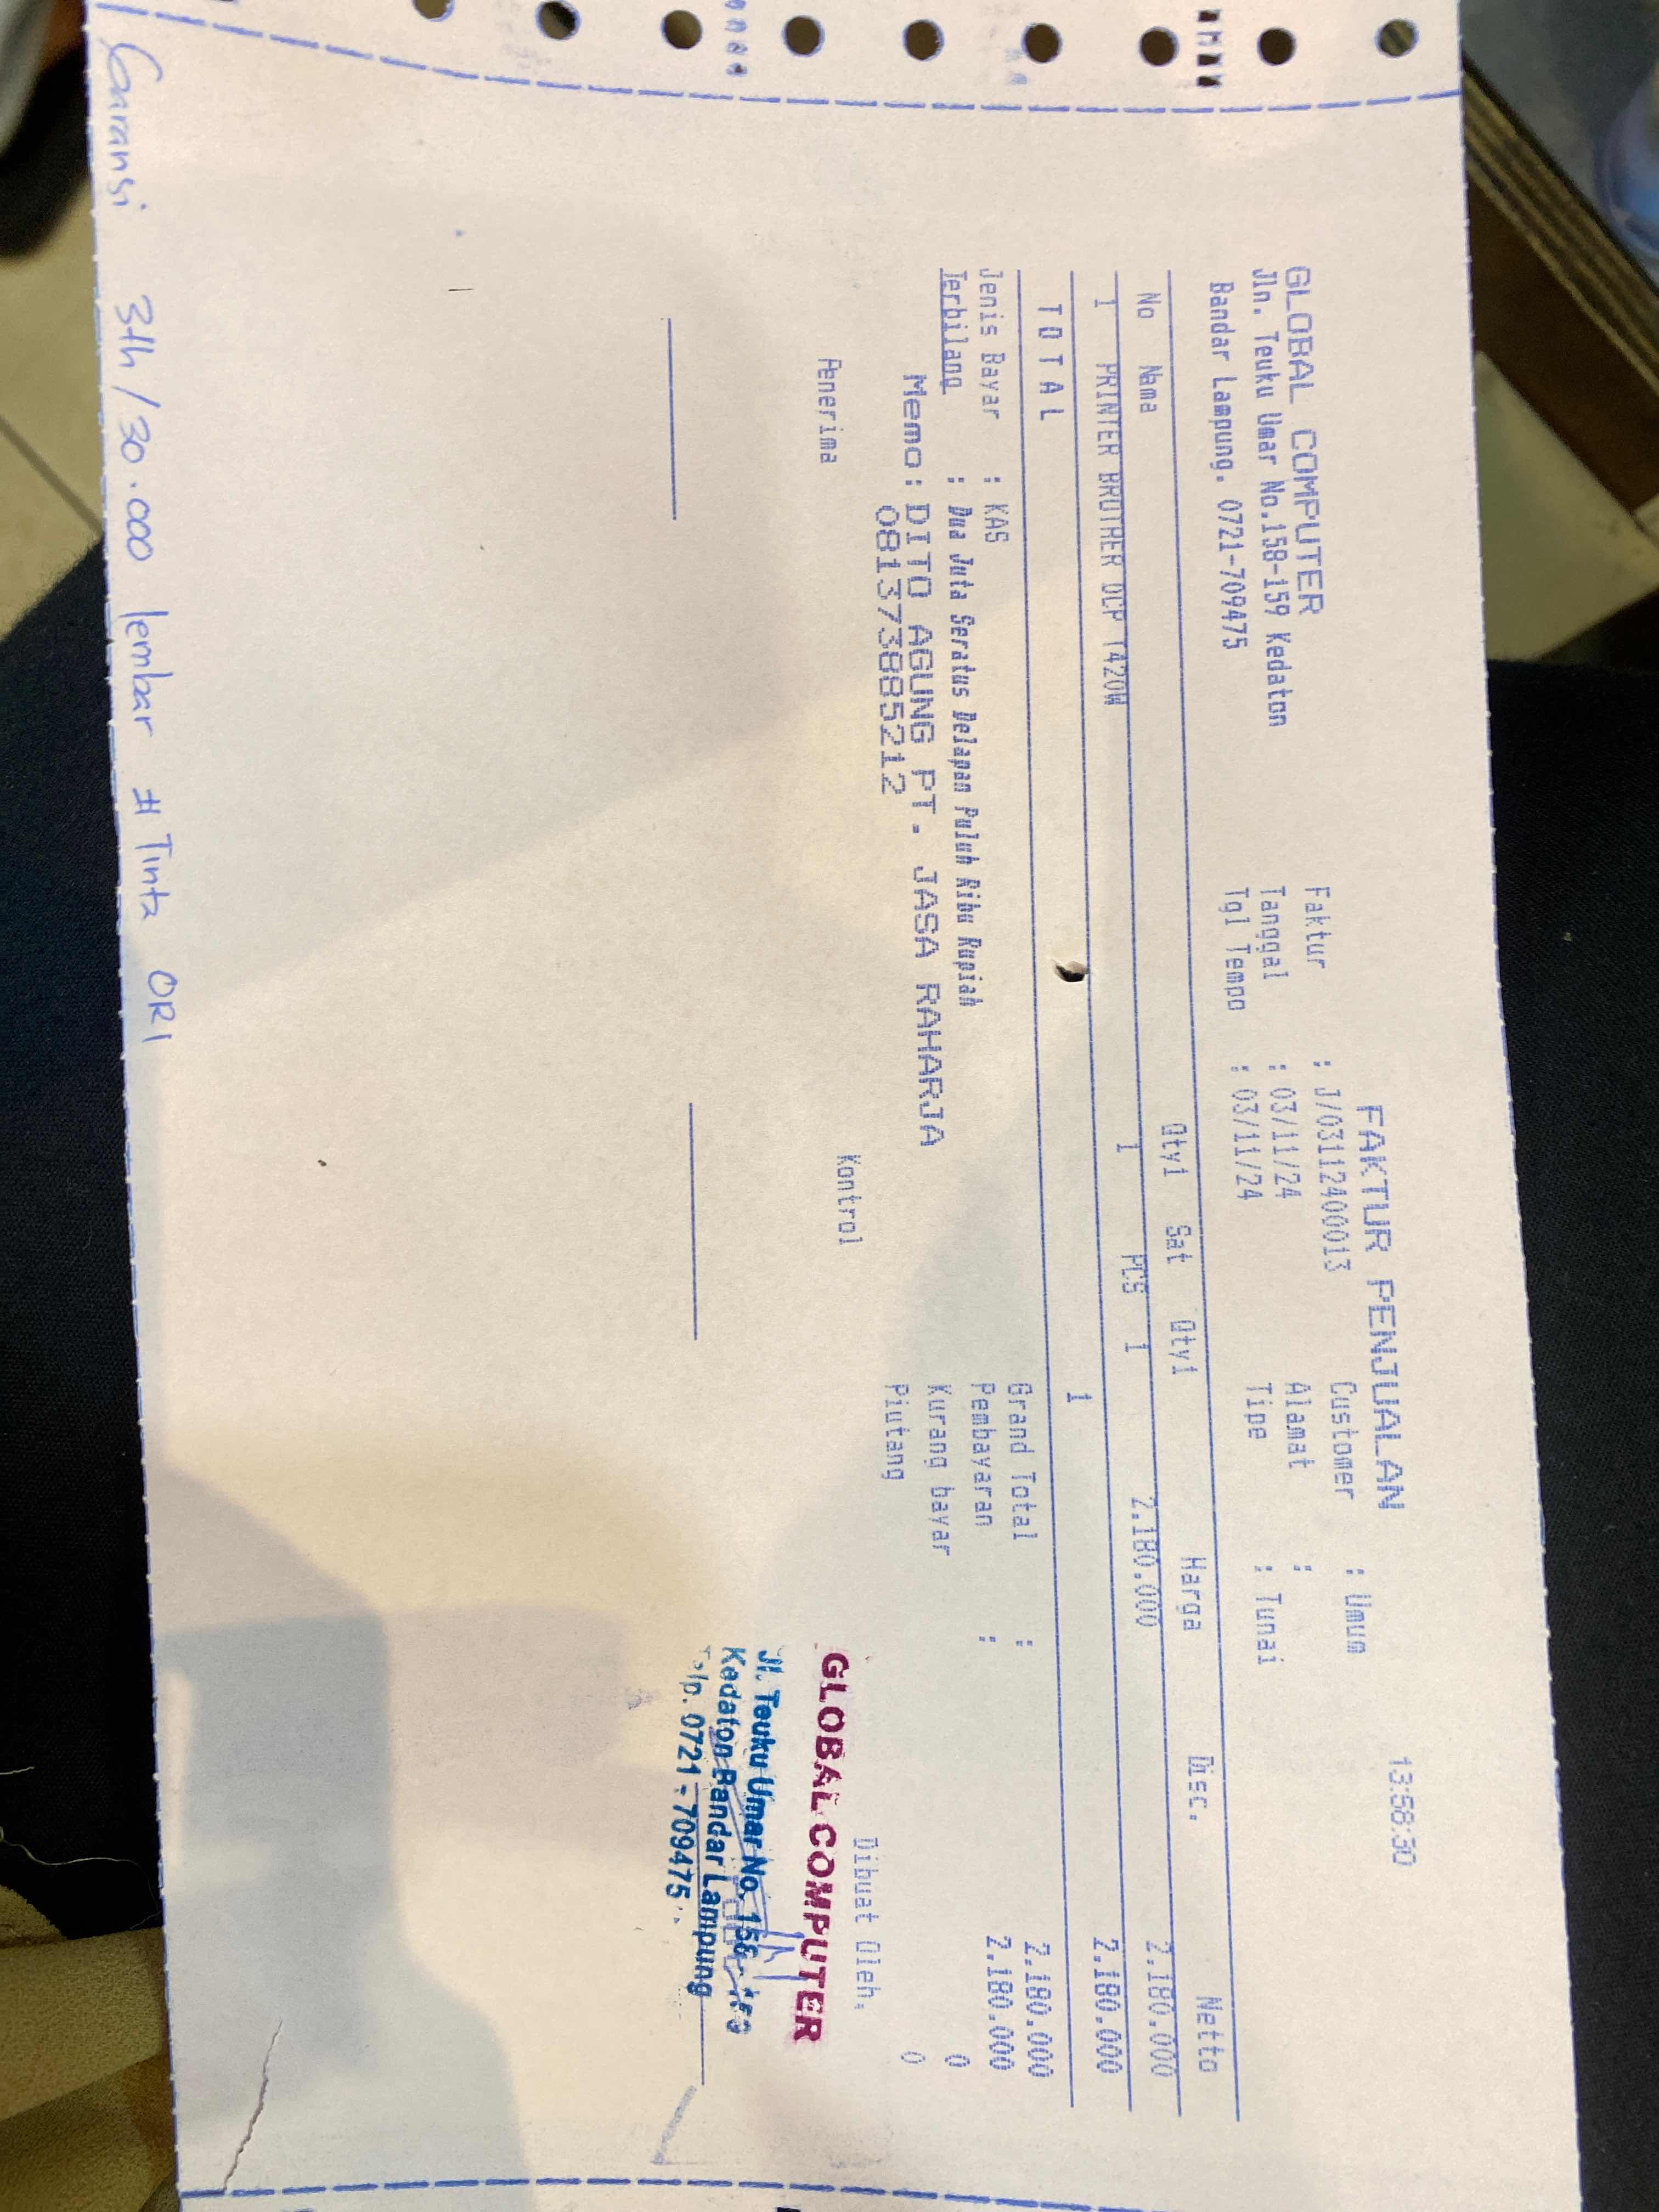 FAKTUR PENJUALAN 13:58:30
GLOBAL COMPUTER
Jln. Teuku Umar No.158-159 Kedaton
Bandar Lampung. 0721-709475
Faktur : J/03112400013
Tanggal : 03/11/24
Tgl Tempo : 03/11/24
Customer : Umum
Alamat :
Tipe : Tunai
No Nama Qty1 Sat Qty1 Harga Disc. Netto
1 PRINTER BROTHER DCP T420W 1 PCS 1 2.180.000 2.180.000
T O T A L 1 2.180.000
Jenis Bayar : KAS
Terbilang : Dua Juta Seratus Delapan Puluh Ribu Rupiah
Memo : DITO AGUNG PT. JASA RAHARJA
081373885212
Grand Total : 2.180.000
Pembayaran : 2.180.000
Kurang bayar 0
Piutang 0
Penerima Kontrol Dibuat Oleh,
GLOBAL COMPUTER
Jl. Teuku Umar No. 158
Kedaton Bandar Lampung
Telp. 0721 - 709475
Garansi 3th / 30.000 lembar # Tinta ORI